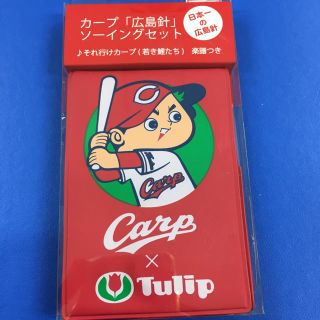 カープ「広島針」
ソーイングセット
♪それ行けカープ(若き鯉たち) 楽譜つき
日本一
の
広島針
C
Carp
Carp
×
Tulip